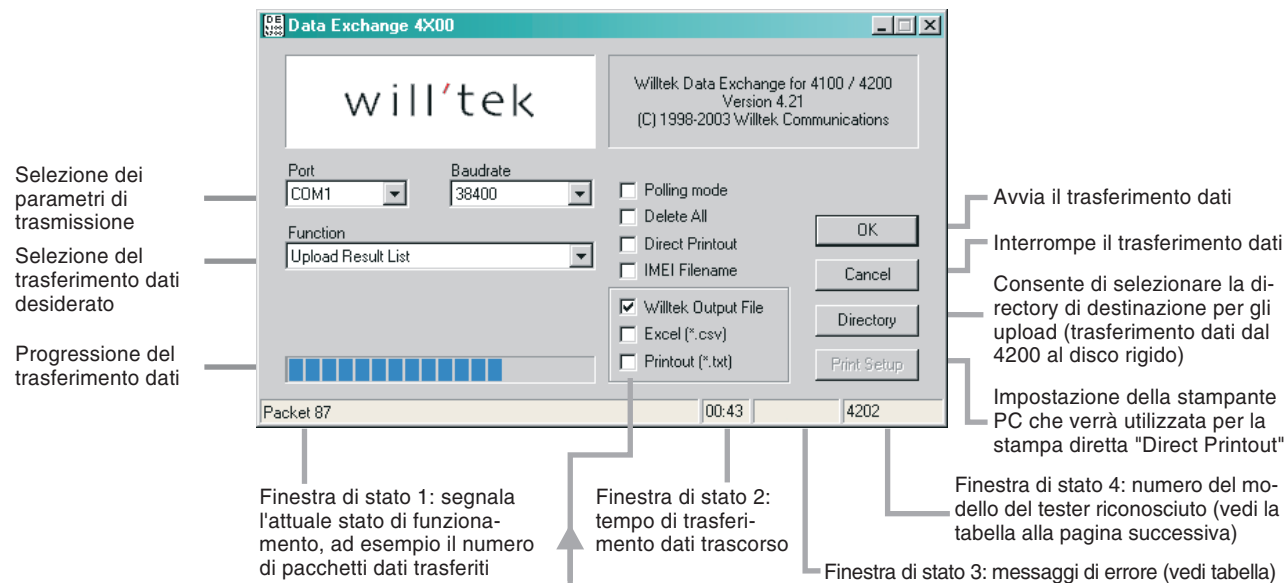 Data Exchange 4X00
will'tek
Willtek Data Exchange for 4100 / 4200
Version 4.21
(C) 1998-2003 Willtek Communications
Selezione dei
parametri di
trasmissione
Port
COM1
Baudrate
38400
Polling mode
Delete All
Direct Printout
IMEI Filename
OK
Cancel
Directory
Print Setup
Avvia il trasferimento dati
Interrompe il trasferimento dati
Selezione del
trasferimento dati
desiderato
Function
Upload Result List
Willtek Output File
Excel (*.csv)
Printout (*.txt)
Consente di selezionare la di-
rectory di destinazione per gli
upload (trasferimento dati dal
4200 al disco rigido)
Progressione del
trasferimento dati
Impostazione della stampante
PC che verrà utilizzata per la
stampa diretta "Direct Printout"
Packet 87
00:43
4202
Finestra di stato 1: segnala
l'attuale stato di funziona-
mento, ad esempio il numero
di pacchetti dati trasferiti
Finestra di stato 2:
tempo di trasferi-
mento dati trascorso
Finestra di stato 4: numero del mo-
dello del tester riconosciuto (vedi la
tabella alla pagina successiva)
Finestra di stato 3: messaggi di errore (vedi tabella)